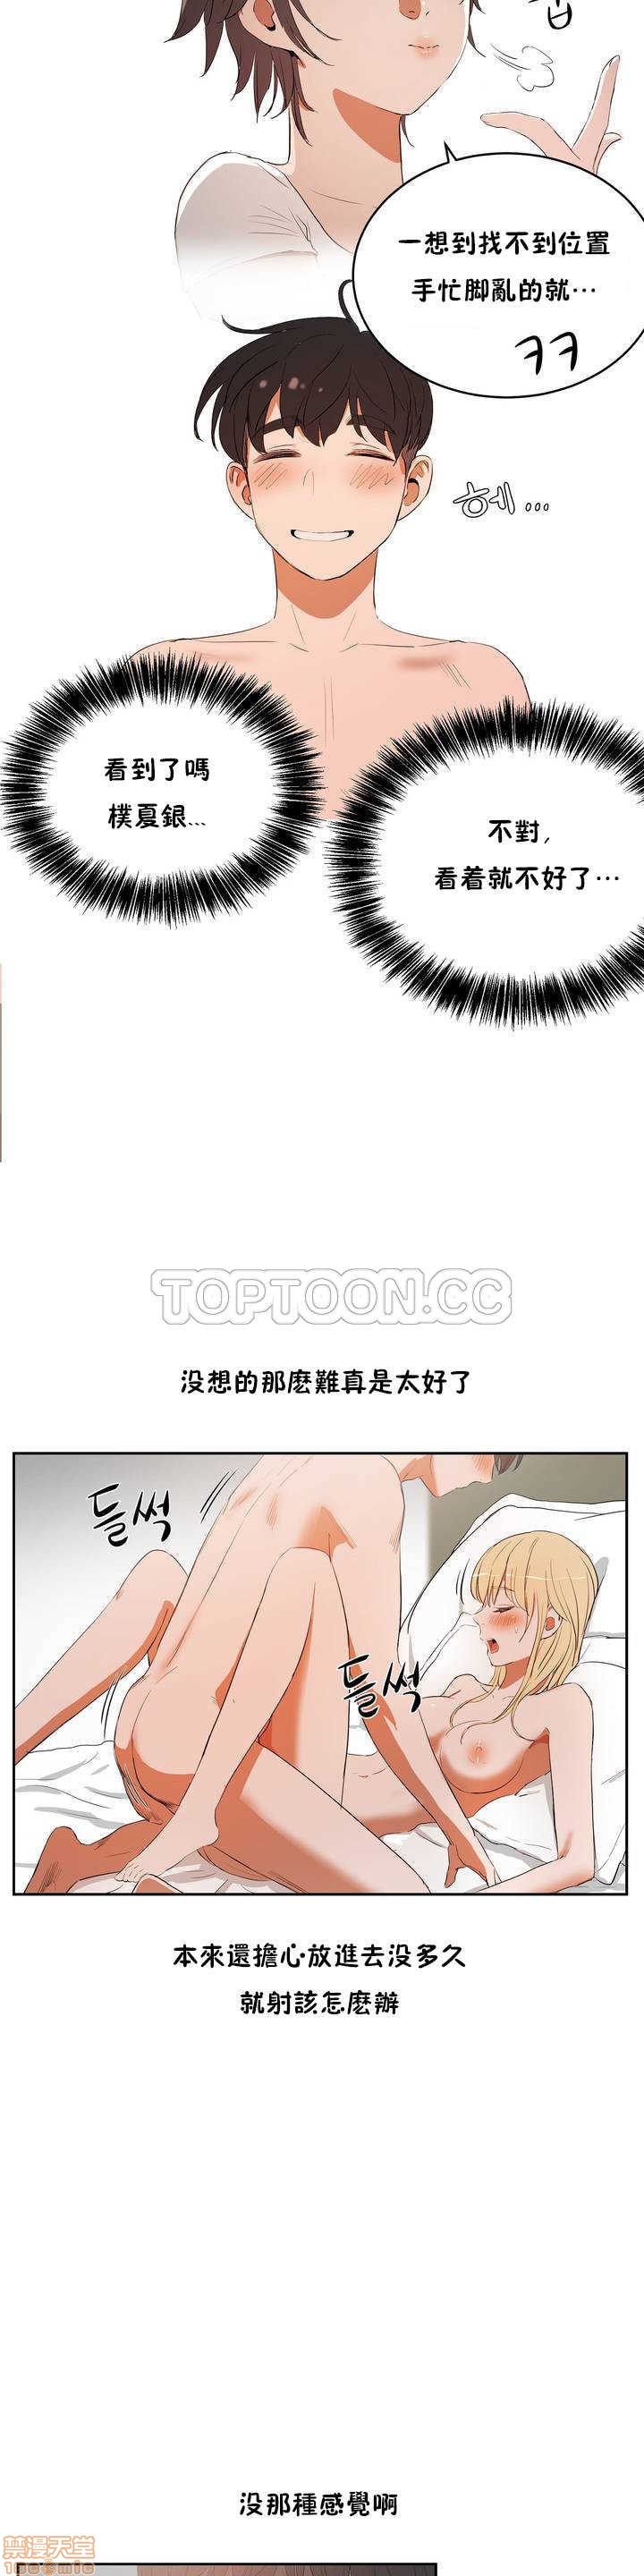 一想到找不到位置
手忙脚亂的就…
ㅋㅋ
헤...
看到了嗎
樸夏銀...
不對,
看着就不好了…
TOPTOON.CC
没想的那麽難真是太好了
들썩
들썩
本來還擔心放進去没多久
就射該怎麽辦
没那種感覺啊
禁漫天堂